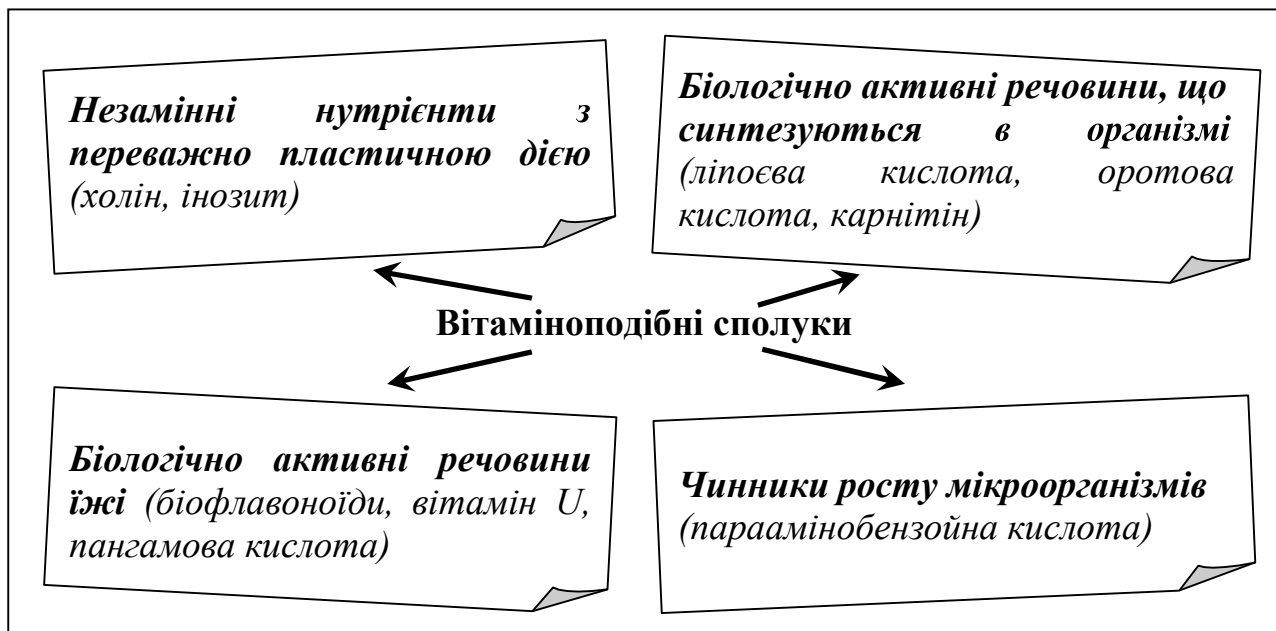 Незамінні нутрієнти з
переважно пластичною дією
(холін, інозит)
Біологічно активні речовини, що
синтезуються в організмі
(ліпоєва кислота, оротова
кислота, карнітін)
Вітаміноподібні сполуки
Біологічно активні речовини
їжі (біофлавоноїди, вітамін U,
пангамова кислота)
Чинники росту мікроорганізмів
(параамінобензойна кислота)